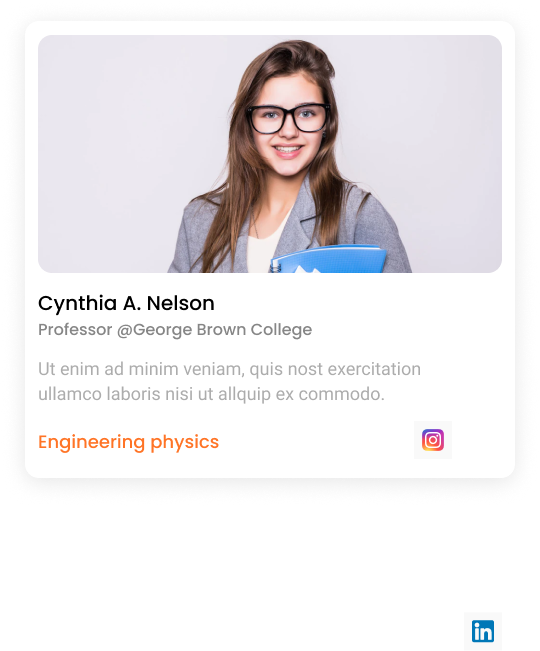 Cynthia A. Nelson
Professor @George Brown College
Ut enim ad minim veniam, quis nost exercitation
ullamco laboris nisi ut allquip ex commodo.
Engineering physics
in